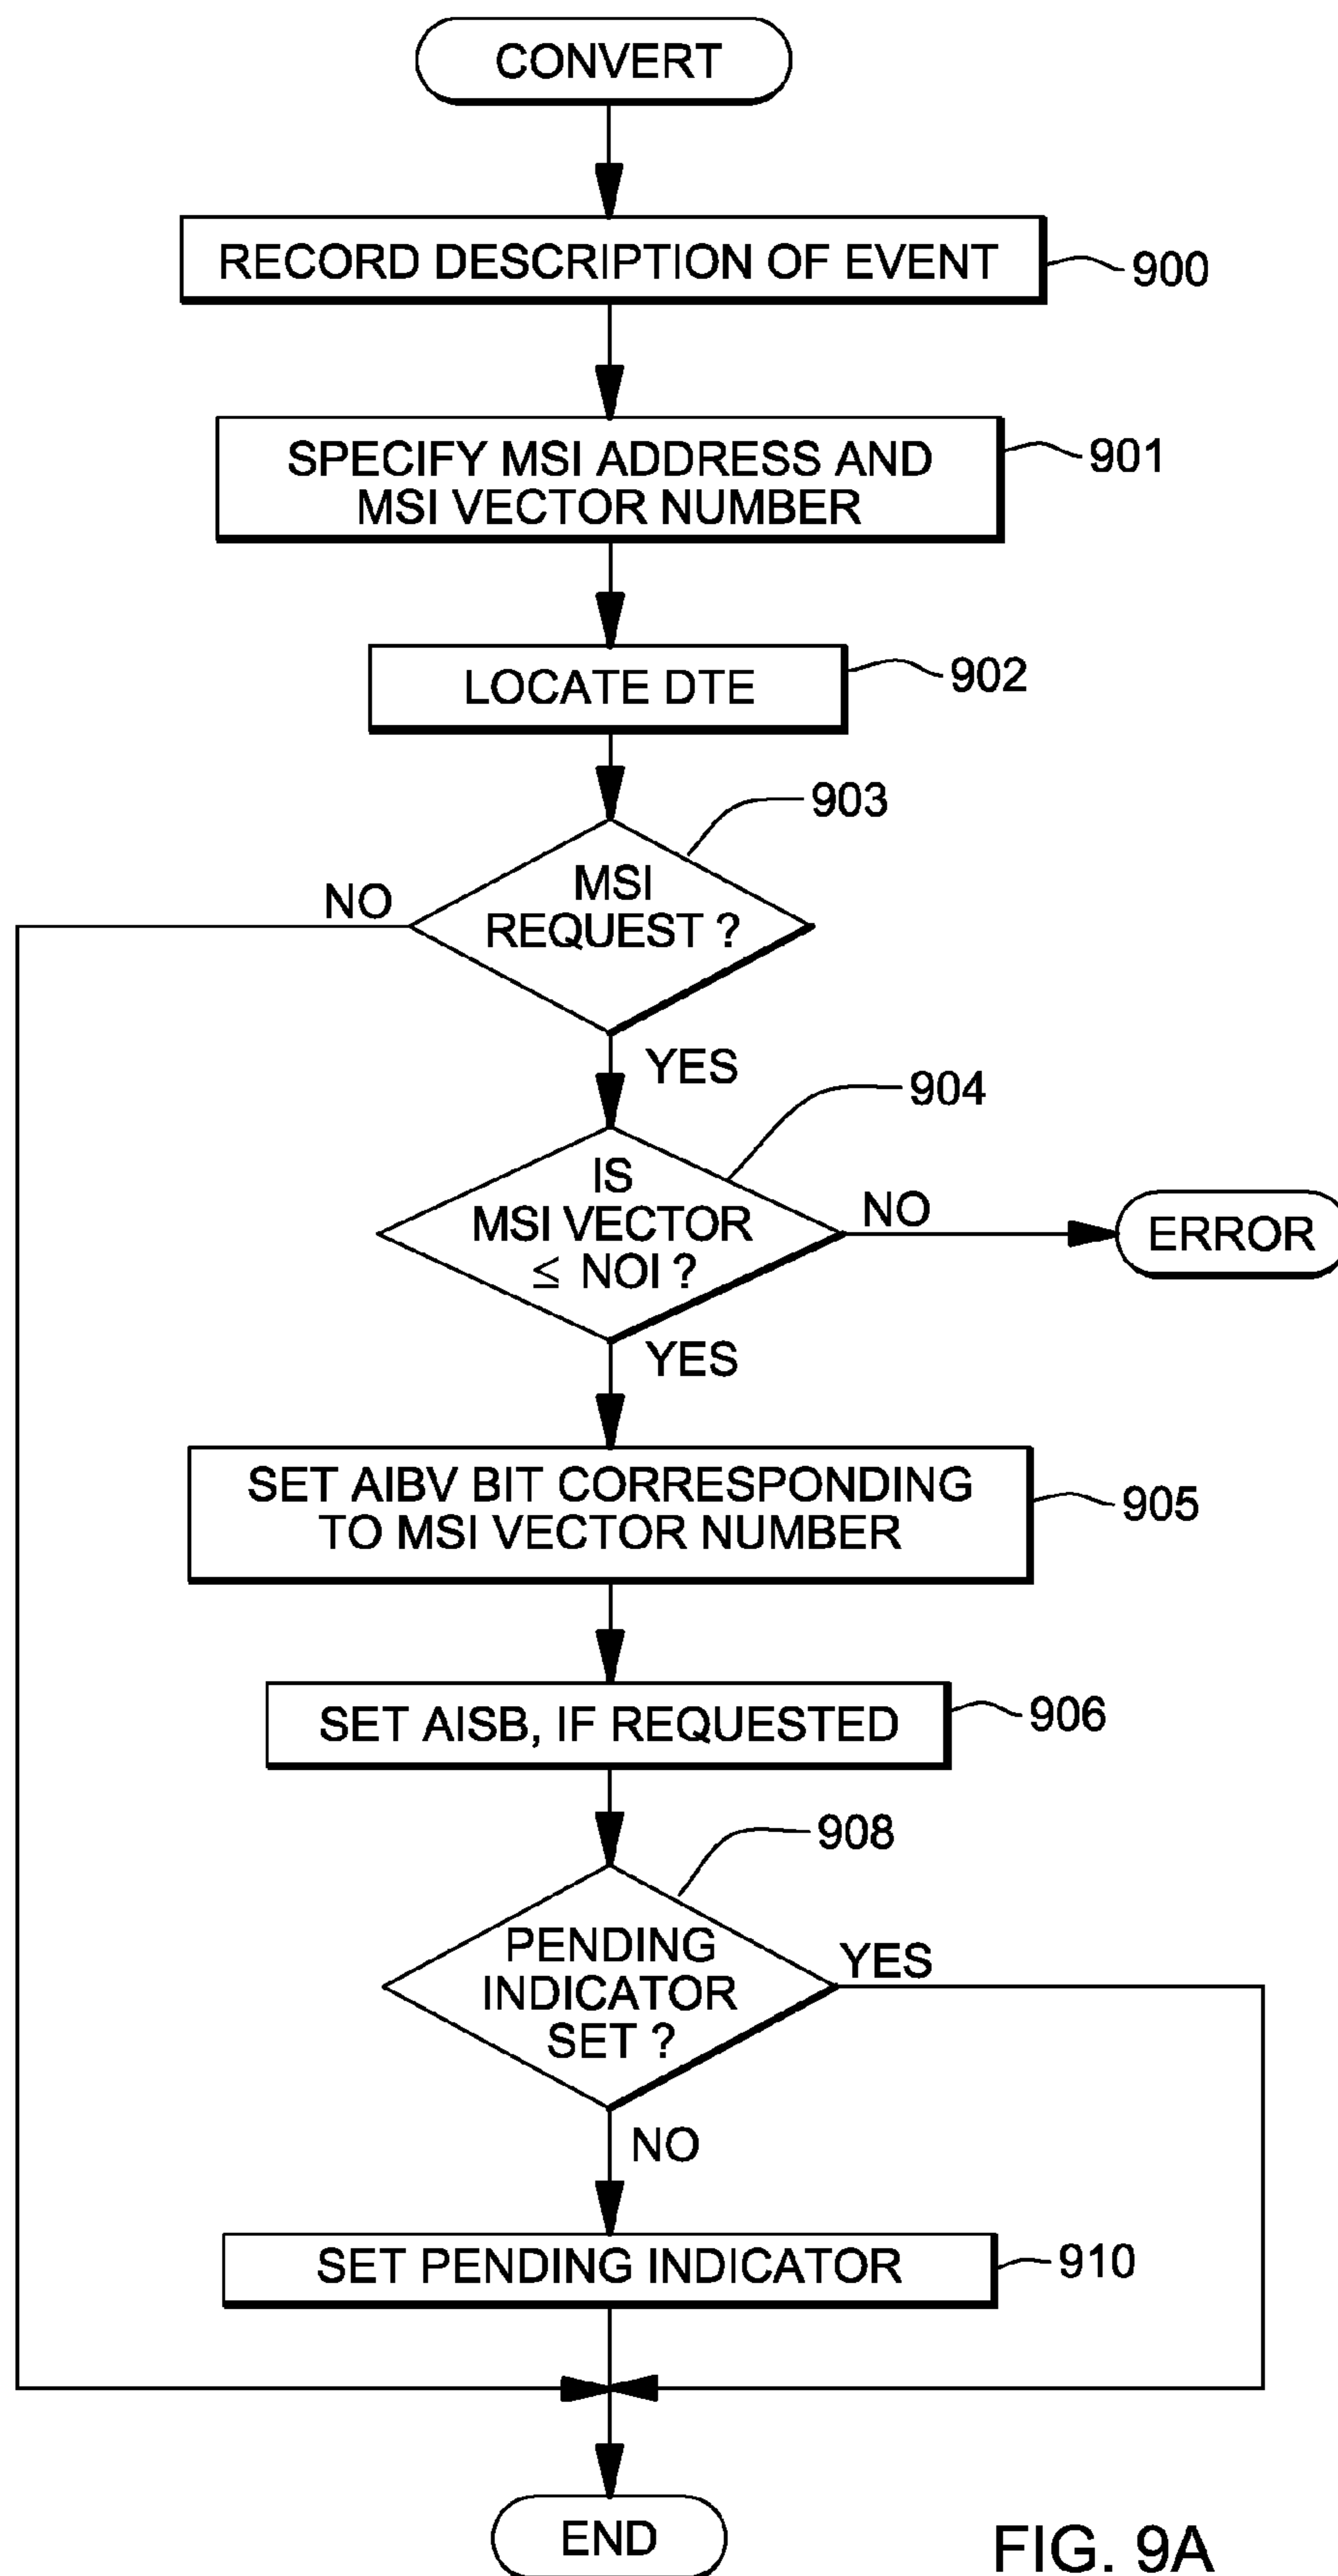 CONVERT
RECORD DESCRIPTION OF EVENT
900
SPECIFY MSI ADDRESS AND
MSI VECTOR NUMBER
901
LOCATE DTE
902
903
MSI
REQUEST ?
NO
YES
904
IS
MSI VECTOR
≤ NOI ?
NO
ERROR
YES
SET AIBV BIT CORRESPONDING
TO MSI VECTOR NUMBER
905
SET AISB, IF REQUESTED
906
908
PENDING
INDICATOR
SET ?
YES
NO
SET PENDING INDICATOR
910
END
FIG. 9A